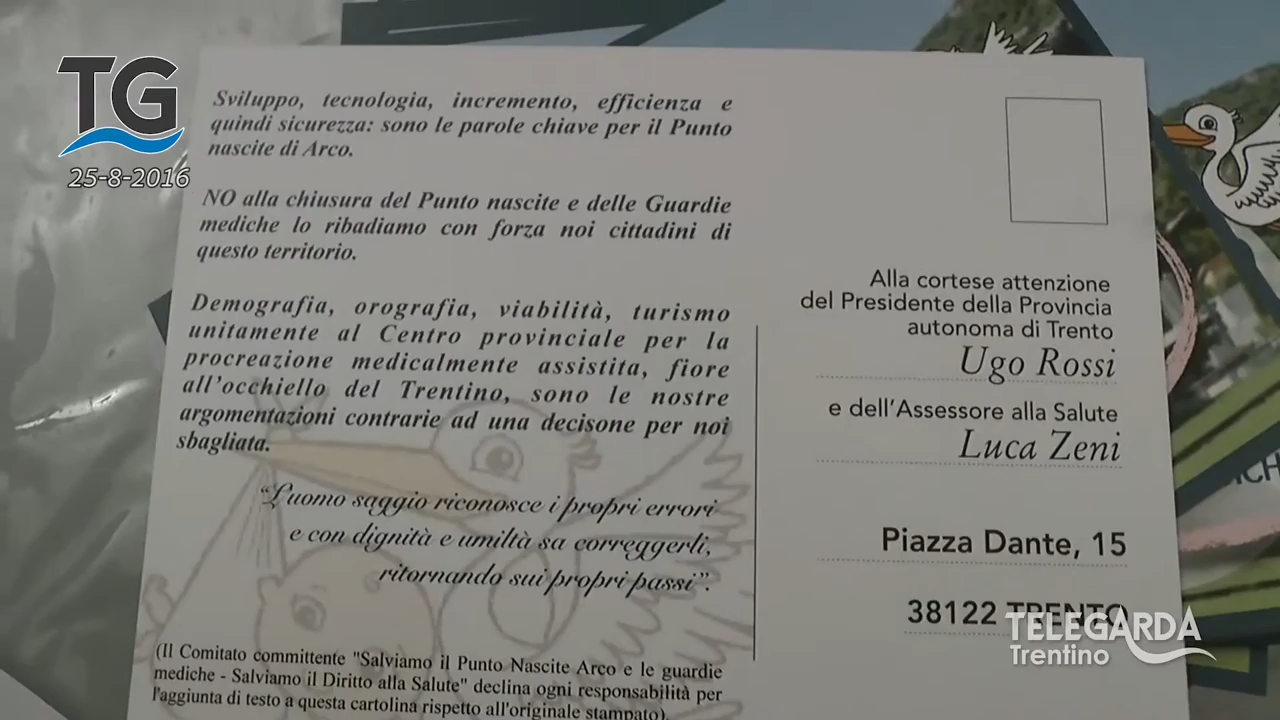 TG
25-8-2016
Sviluppo, tecnologia, incremento, efficienza e
quindi sicurezza: sono le parole chiave per il Punto
nascite di Arco.
NO alla chiusura del Punto nascite e delle Guardie
mediche lo ribadiamo con forza noi cittadini di
questo territorio.
Demografia, orografia, viabilità, turismo
unitamente al Centro provinciale per la
procreazione medicalmente assistita, fiore
all'occhiello del Trentino, sono le nostre
argomentazioni contrarie ad una decisone per noi
sbagliata.
"L'uomo saggio riconosce i propri errori
e con dignità e umiltà sa correggerli,
ritornando sui propri passi".
(Il Comitato committente "Salviamo il Punto Nascite Arco e le guardie
mediche - Salviamo il Diritto alla Salute" declina ogni responsabilità per
l'aggiunta di testo a questa cartolina rispetto all'originale stampato).
Alla cortese attenzione
del Presidente della Provincia
autonoma di Trento
Ugo Rossi
e dell'Assessore alla Salute
Luca Zeni
Piazza Dante, 15
38122 TRENTO
TELEGARDA
Trentino